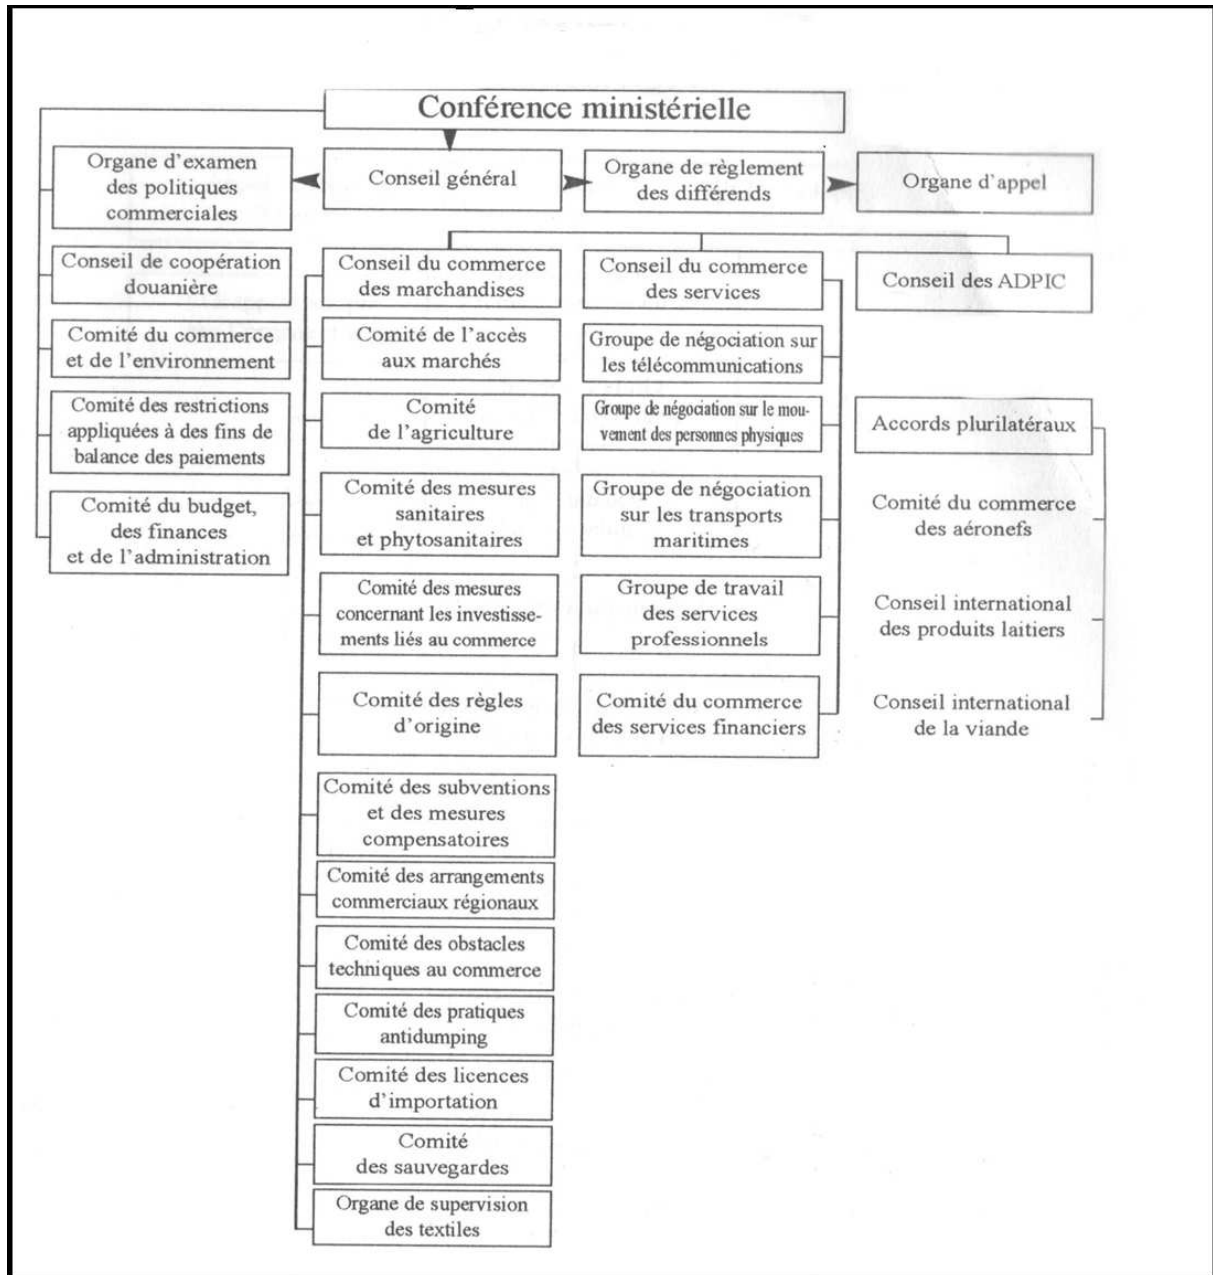 Conférence ministérielle
Organe d'examen
des politiques
commerciales
Conseil général
Organe de règlement
des différends
Organe d'appel
Conseil de coopération
douanière
Comité du commerce
et de l'environnement
Comité des restrictions
appliquées à des fins de
balance des paiements
Comité du budget,
des finances
et de l'administration
Conseil du commerce
des marchandises
Comité de l'accès
aux marchés
Comité
de l'agriculture
Comité des mesures
sanitaires
et phytosanitaires
Comité des mesures
concernant les investisse-
ments liés au commerce
Comité des règles
d'origine
Comité des subventions
et des mesures
compensatoires
Comité des arrangements
commerciaux régionaux
Comité des obstacles
techniques au commerce
Comité des pratiques
antidumping
Comité des licences
d'importation
Comité
des sauvegardes
Organe de supervision
des textiles
Conseil du commerce
des services
Groupe de négociation sur
les télécommunications
Groupe de négociation sur le mou-
vement des personnes physiques
Groupe de négociation
sur les transports
maritimes
Groupe de travail
des services
professionnels
Comité du commerce
des services financiers
Conseil des ADPIC
Accords plurilatéraux
Comité du commerce
des aéronefs
Conseil international
des produits laitiers
Conseil international
de la viande